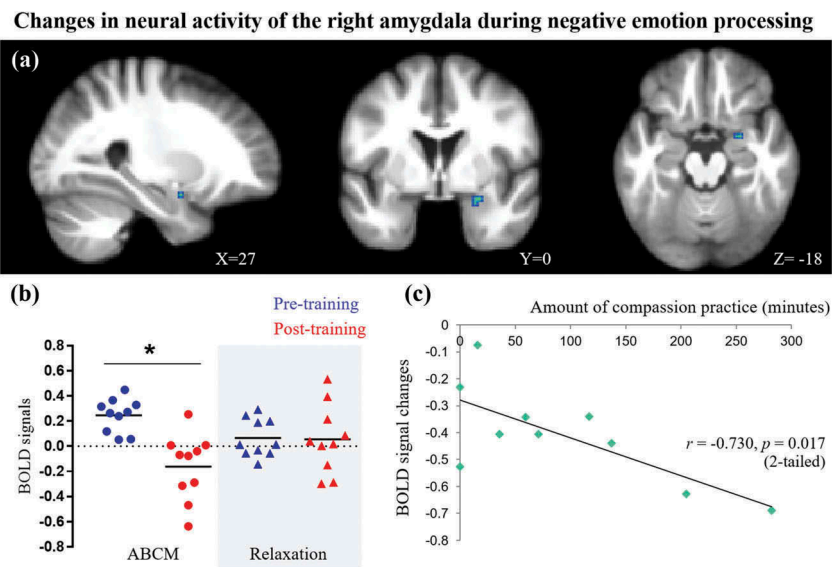 Changes in neural activity of the right amygdala during negative emotion processing
(a)
X=27
Y=0
Z= -18
(b)
Pre-training
Post-training
*
BOLD signals
0.8
0.6
0.4
0.2
0.0
-0.2
-0.4
-0.6
-0.8
ABCM
Relaxation
(c)
Amount of compassion practice (minutes)
0 50 100 150 200 250 300
BOLD signal changes
0
-0.1
-0.2
-0.3
-0.4
-0.5
-0.6
-0.7
-0.8
r = -0.730, p = 0.017
(2-tailed)